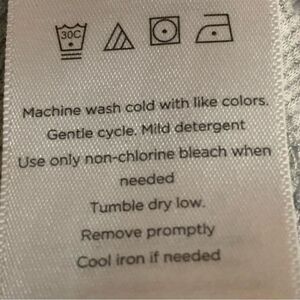 30C
Machine wash cold with like colors.
Gentle cycle. Mild detergent
Use only non-chlorine bleach when
needed
Tumble dry low.
Remove promptly
Cool iron if needed